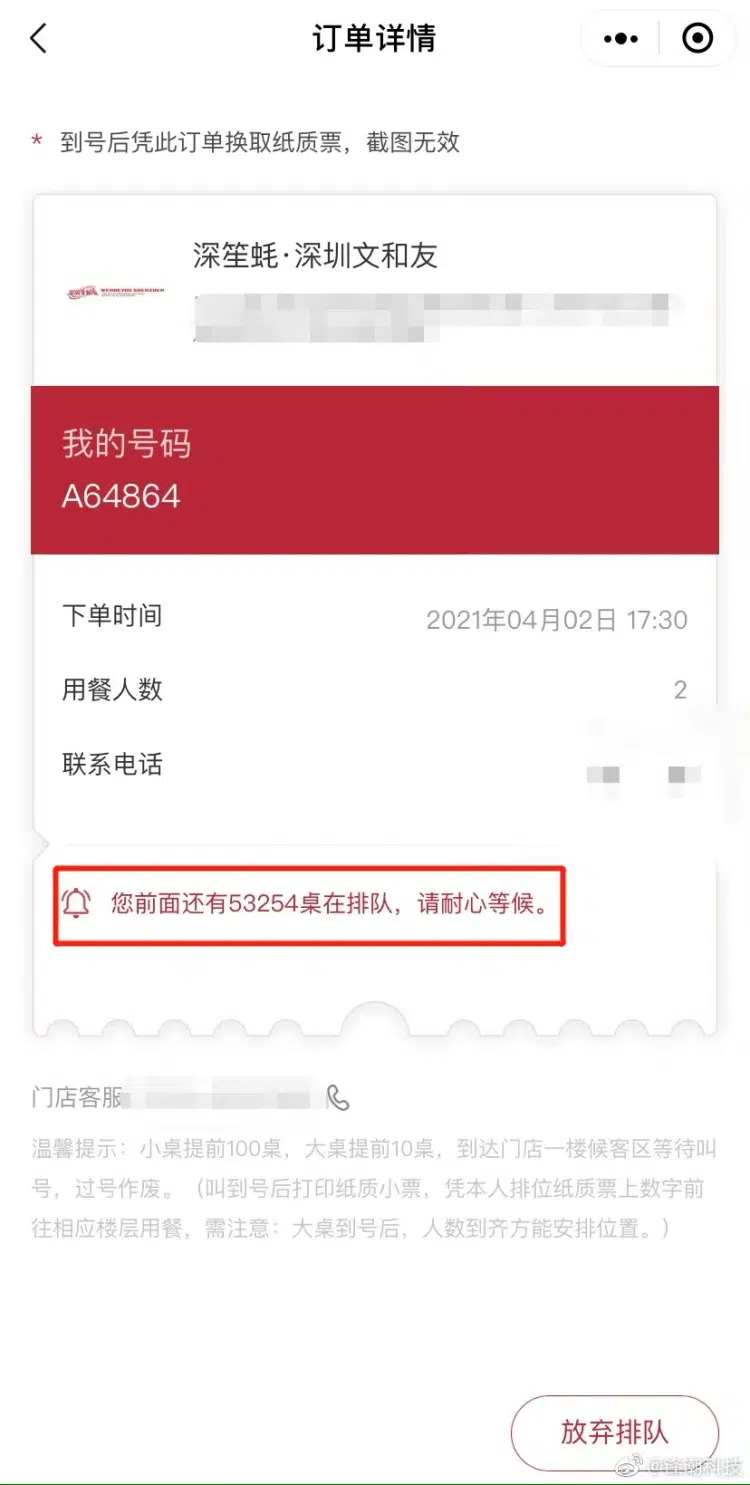 订单详情
* 到号后凭此订单换取纸质票，截图无效
深笙蚝·深圳文和友
WENHEYOU SHENZHEN
我的号码
A64864
下单时间 2021年04月02日 17:30
用餐人数 2
联系电话
您前面还有53254桌在排队，请耐心等候。
门店客服
温馨提示：小桌提前100桌，大桌提前10桌，到达门店一楼候客区等待叫
号，过号作废。（叫到号后打印纸质小票，凭本人排位纸质票上数字前
往相应楼层用餐，需注意：大桌到号后，人数到齐方能安排位置。）
放弃排队
@锋潮科技